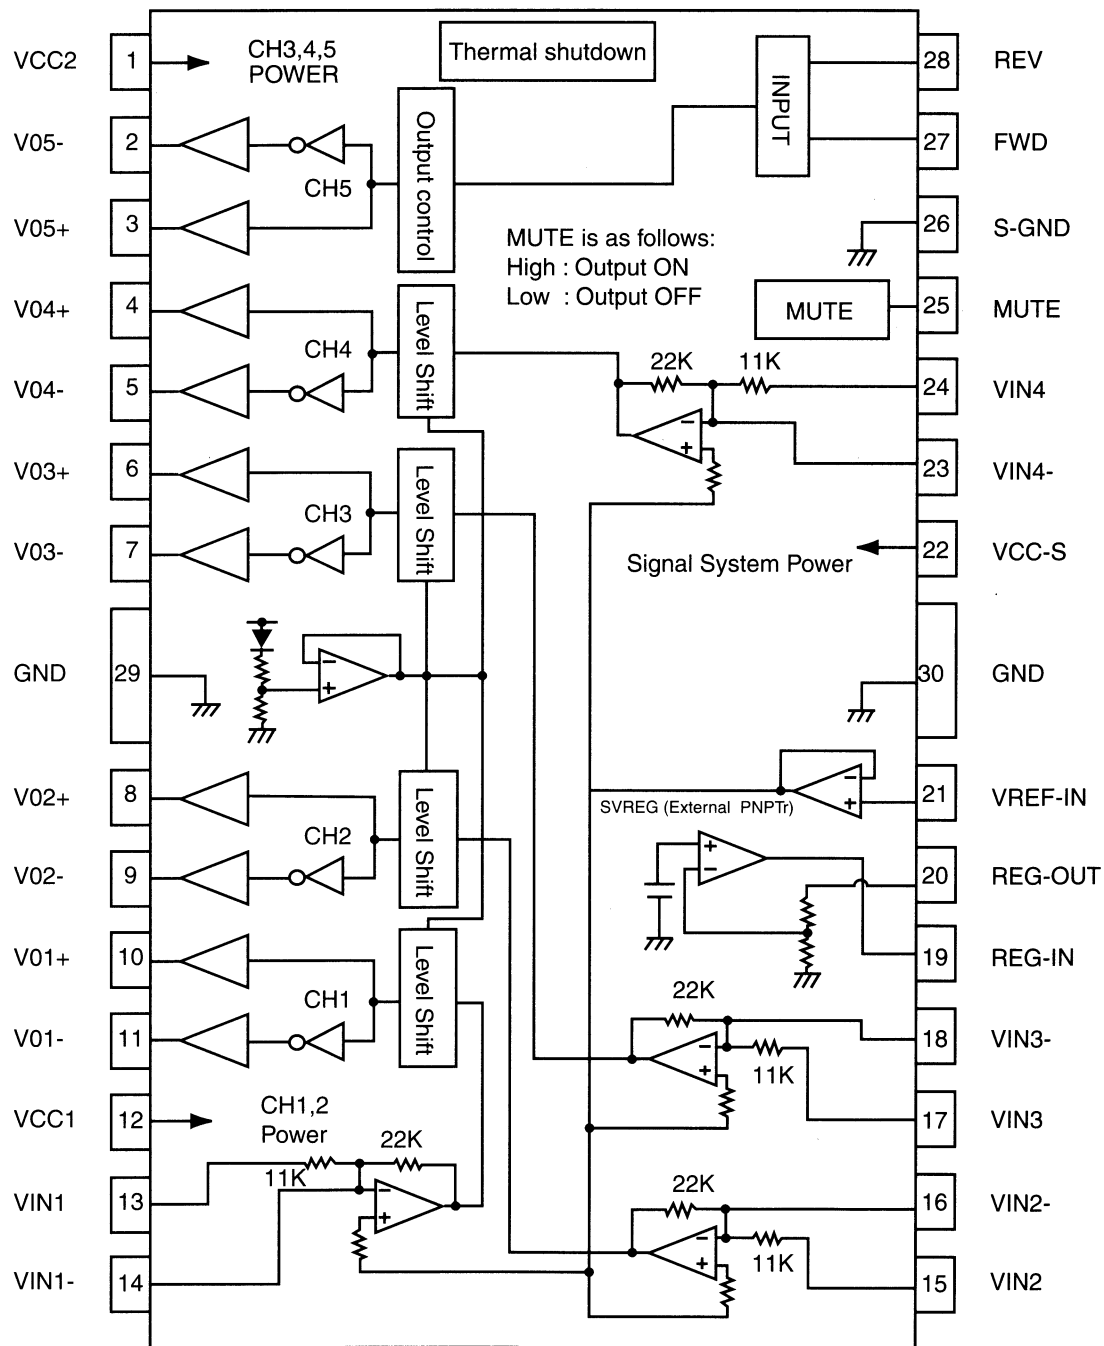 VCC2
1
CH3,4,5
POWER
Thermal shutdown
28
REV
V05-
2
Output control
INPUT
27
FWD
CH5
V05+
3
26
S-GND
MUTE is as follows:
High : Output ON
Low : Output OFF
V04+
4
Level Shift
MUTE
25
MUTE
CH4
22K
11K
V04-
5
24
VIN4
-
+
V03+
6
Level Shift
23
VIN4-
CH3
V03-
7
Signal System Power
22
VCC-S
GND
29
-
+
30
GND
V02+
8
Level Shift
-
+
21
VREF-IN
SVREG (External PNPTr)
CH2
V02-
9
+
-
20
REG-OUT
V01+
10
Level Shift
19
REG-IN
CH1
22K
V01-
11
-
+
18
VIN3-
11K
VCC1
12
CH1,2
Power
17
VIN3
22K
11K
VIN1
13
-
+
22K
16
VIN2-
-
+
11K
VIN1-
14
15
VIN2